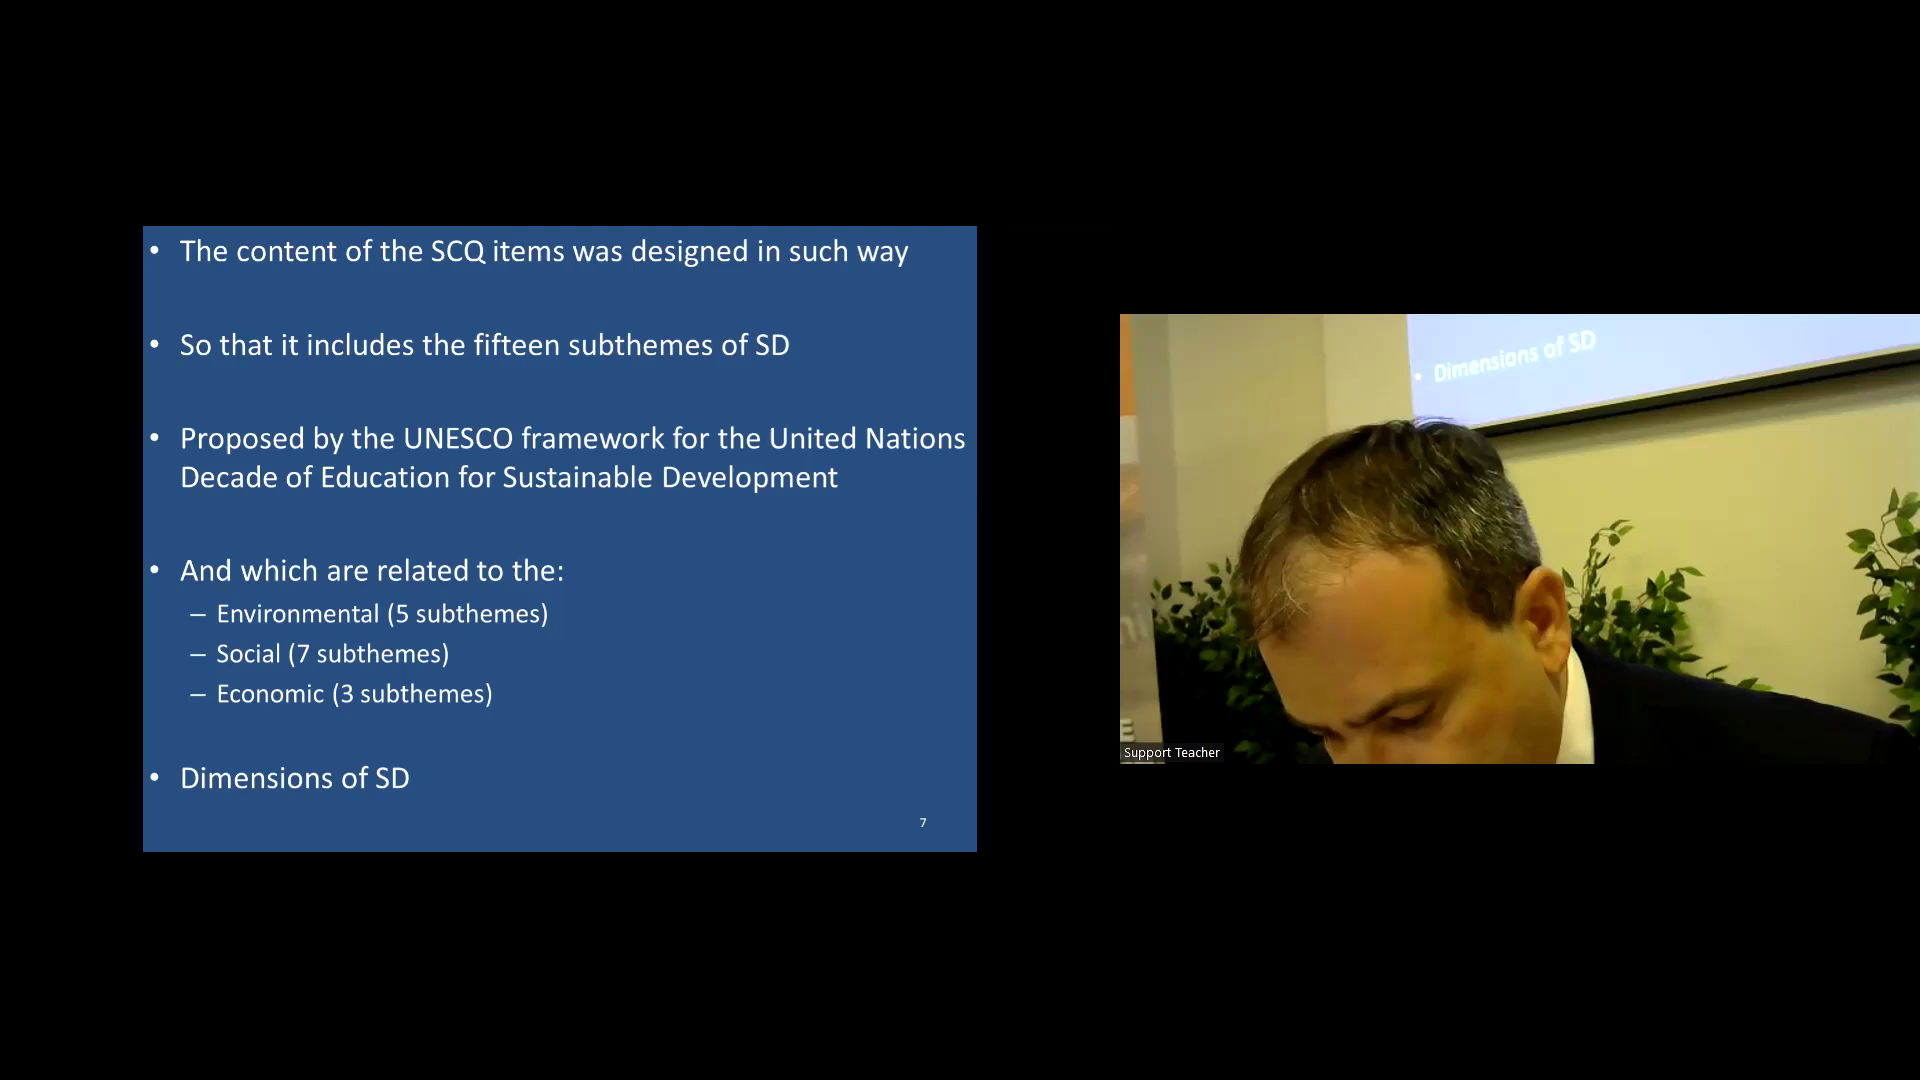 • The content of the SCQ items was designed in such way
• So that it includes the fifteen subthemes of SD
• Proposed by the UNESCO framework for the United Nations
Decade of Education for Sustainable Development
• And which are related to the:
– Environmental (5 subthemes)
– Social (7 subthemes)
– Economic (3 subthemes)
• Dimensions of SD
7
• Dimensions of SD
Support Teacher